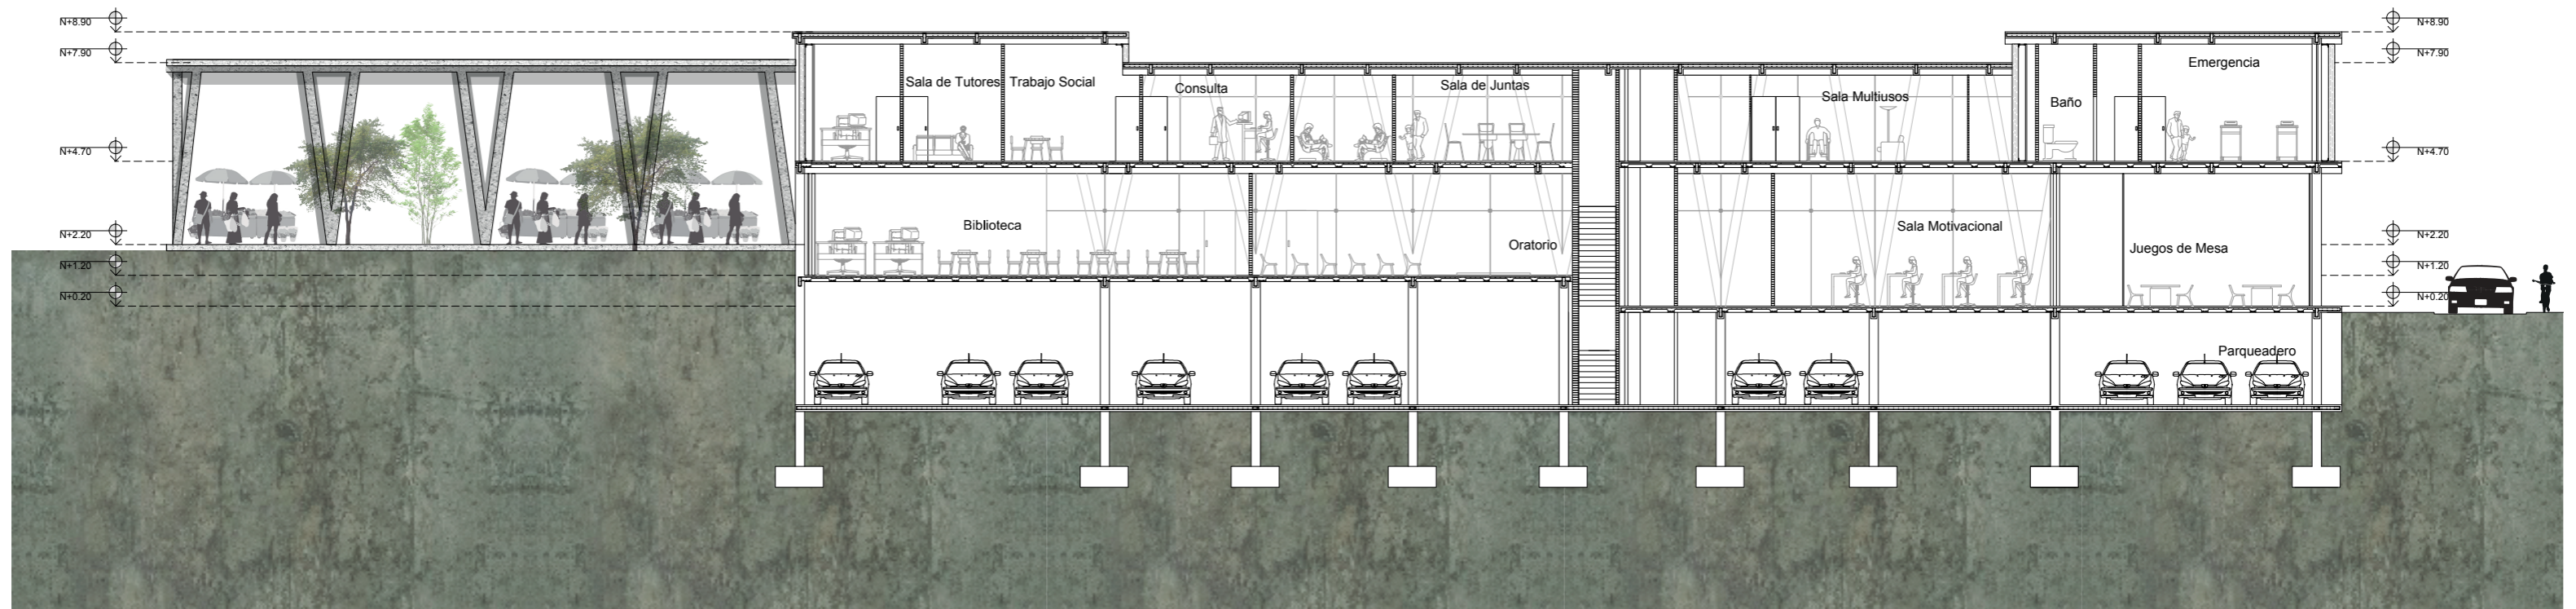 N+8.90
N+8.90
N+7.90
N+7.90
Sala de Tutores
Trabajo Social
Consulta
Sala de Juntas
Sala Multiusos
Baño
Emergencia
N+4.70
N+4.70
Biblioteca
Oratorio
Sala Motivacional
Juegos de Mesa
N+2.20
N+2.20
N+1.20
N+1.20
N+0.20
N+0.20
Parqueadero